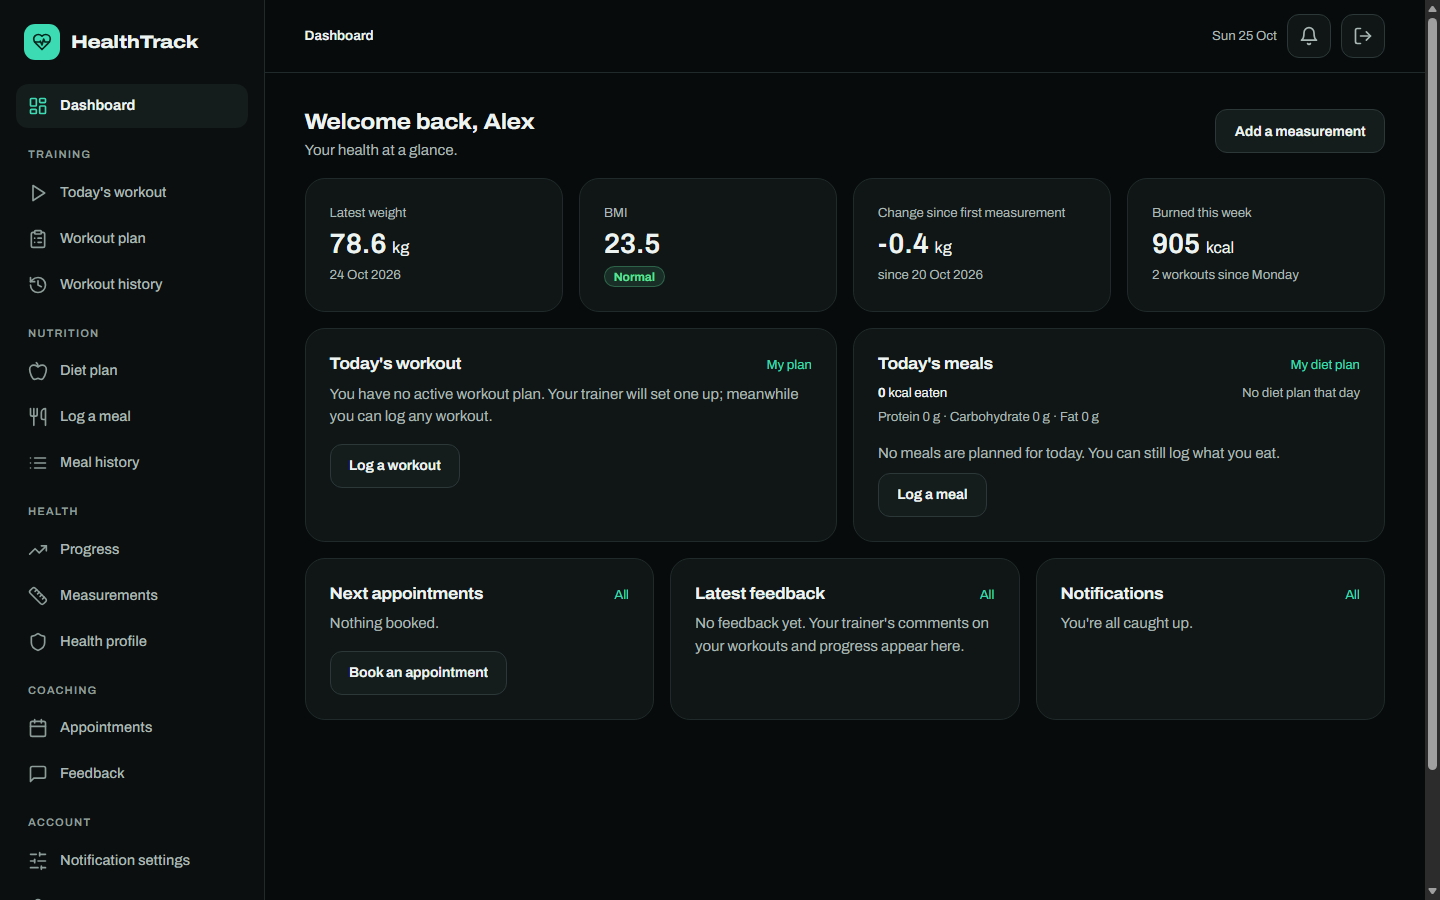 HealthTrack
Dashboard
TRAINING
Today's workout
Workout plan
Workout history
NUTRITION
Diet plan
Log a meal
Meal history
HEALTH
Progress
Measurements
Health profile
COACHING
Appointments
Feedback
ACCOUNT
Notification settings
Dashboard
Sun 25 Oct
Welcome back, Alex
Your health at a glance.
Add a measurement
Latest weight
78.6 kg
24 Oct 2026
BMI
23.5
Normal
Change since first measurement
-0.4 kg
since 20 Oct 2026
Burned this week
905 kcal
2 workouts since Monday
Today's workout
My plan
You have no active workout plan. Your trainer will set one up; meanwhile
you can log any workout.
Log a workout
Today's meals
My diet plan
0 kcal eaten
No diet plan that day
Protein 0 g · Carbohydrate 0 g · Fat 0 g
No meals are planned for today. You can still log what you eat.
Log a meal
Next appointments
All
Nothing booked.
Book an appointment
Latest feedback
All
No feedback yet. Your trainer's comments on
your workouts and progress appear here.
Notifications
All
You're all caught up.